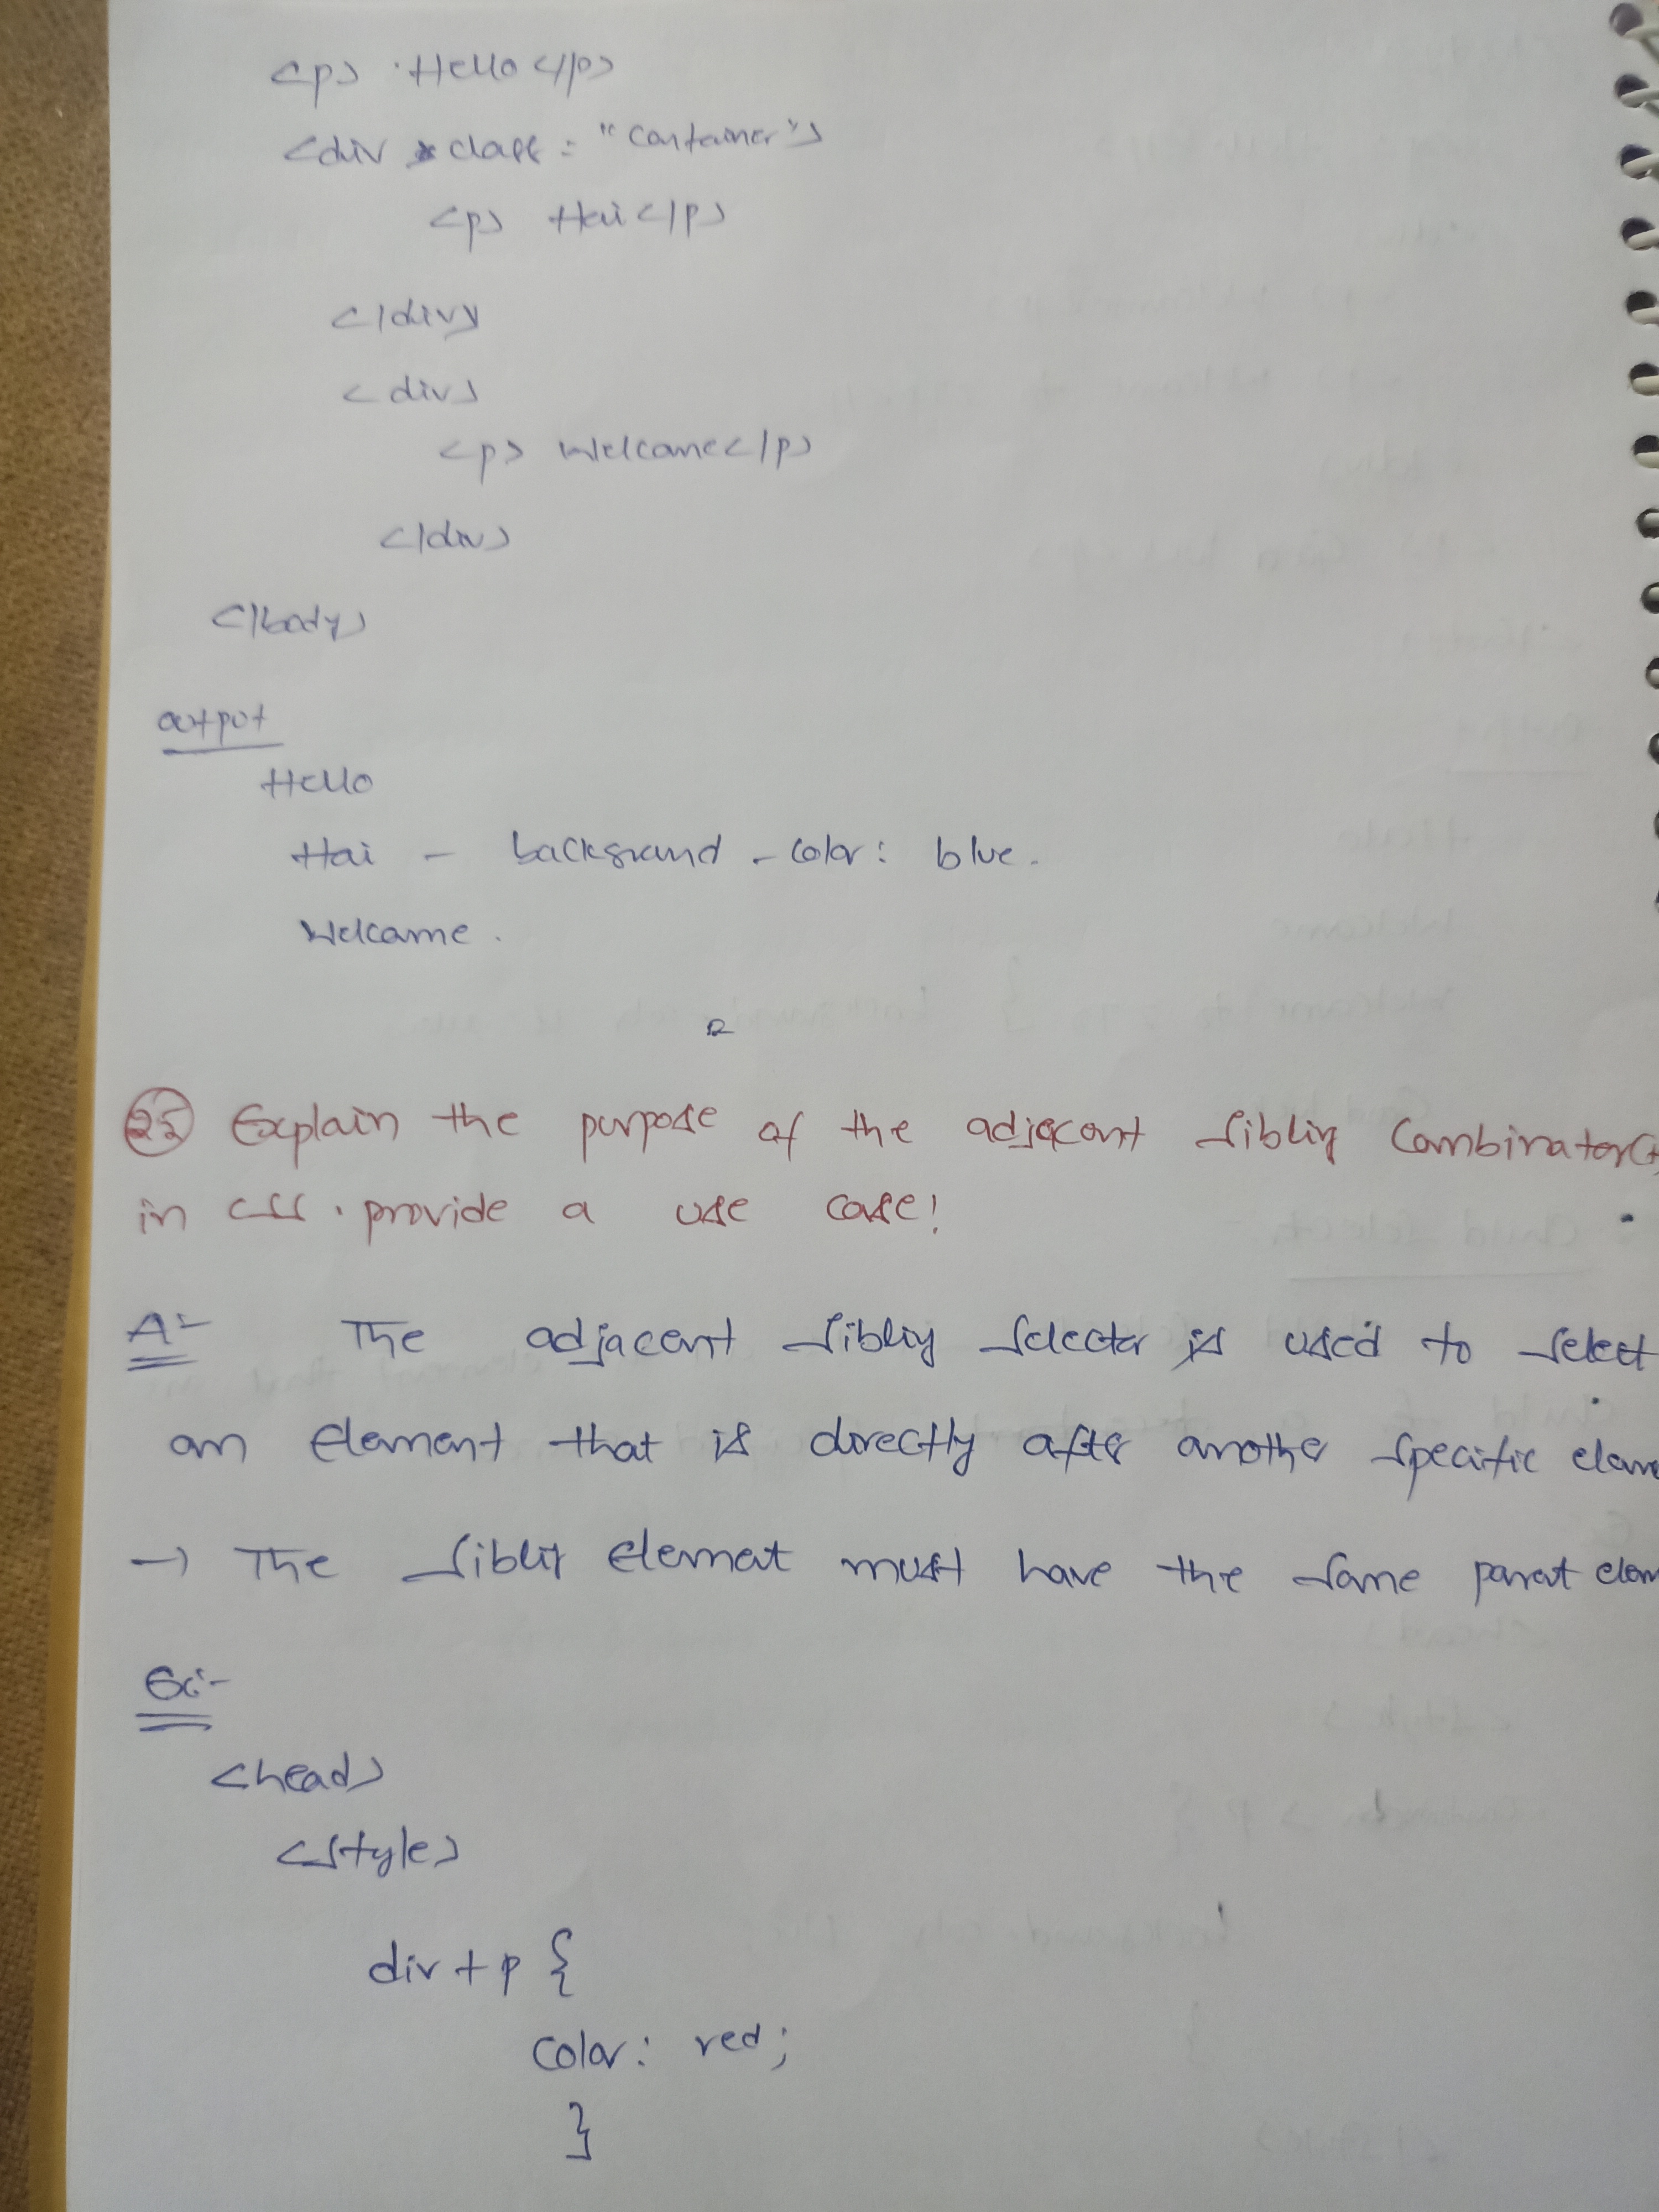 <p> Hello </p>
<div class = "container">
<p> Hai </p>
</div>
<div>
<p> Welcome </p>
</div>
</body>
output
Hello
Hai - background - color: blue.
Welcome.
25 Explain the purpose of the adjacent sibling Combinator(+
in CSS. provide a use case!
A:- The adjacent sibling selector is used to select
an element that is directly after another specific elem
→ The siblig element must have the same parent elem
Ex:-
<head>
<style>
div + p {
color: red;
}